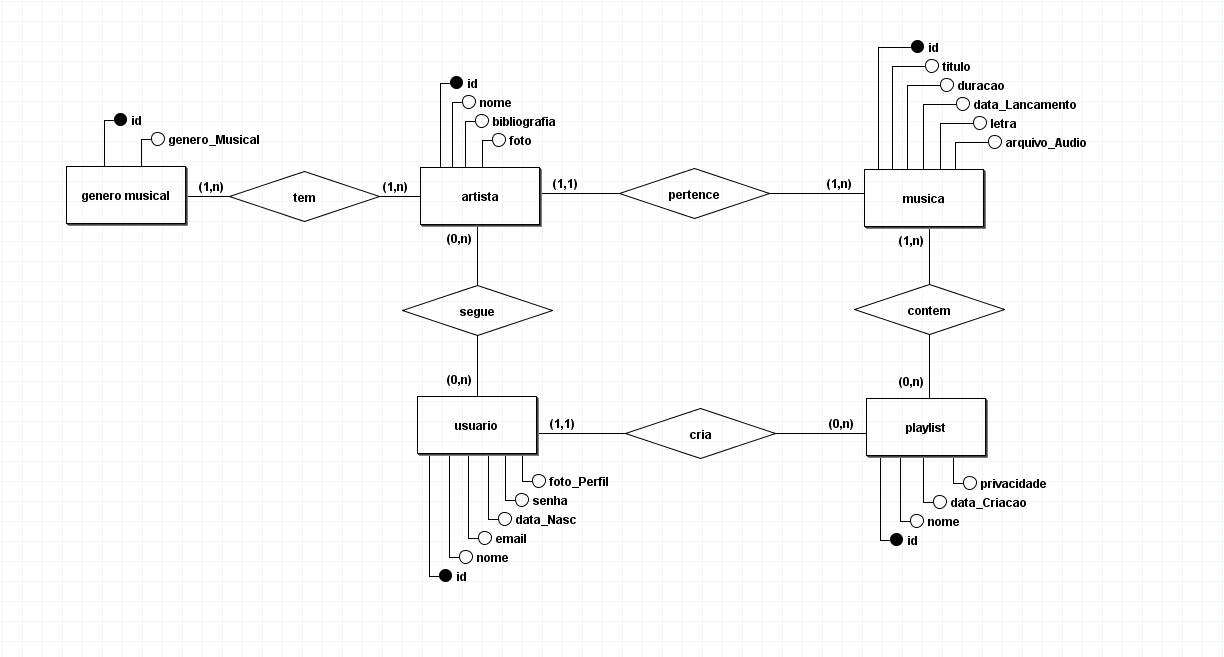 id
genero_Musical
genero musical
(1,n)
tem
(1,n)
id
nome
bibliografia
foto
artista
(1,1)
pertence
(1,n)
id
titulo
duracao
data_Lancamento
letra
arquivo_Audio
musica
(0,n)
segue
(0,n)
(1,n)
contem
(0,n)
usuario
(1,1)
cria
(0,n)
playlist
foto_Perfil
senha
data_Nasc
email
nome
id
privacidade
data_Criacao
nome
id